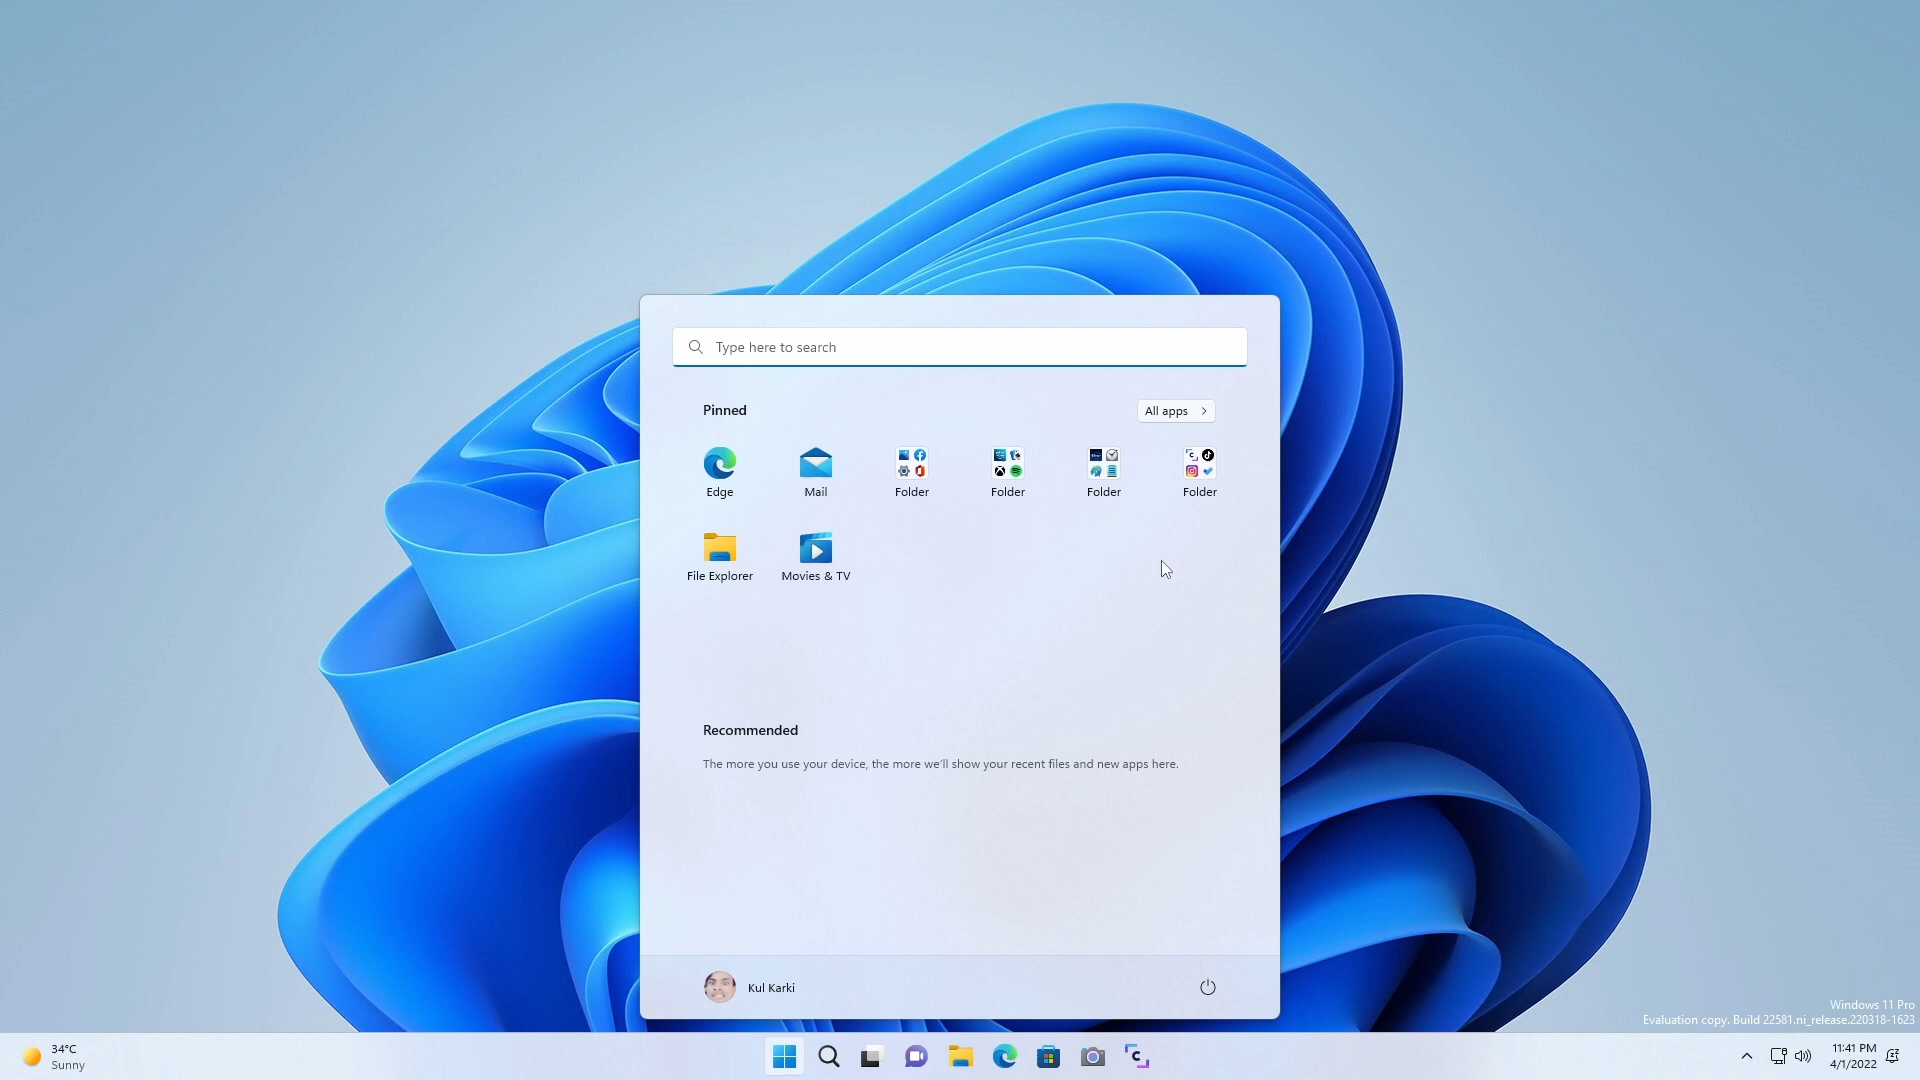 Type here to search
Pinned
All apps
Edge
Mail
Folder
Folder
Folder
Folder
File Explorer
Movies & TV
Recommended
The more you use your device, the more we'll show your recent files and new apps here.
Kul Karki
Windows 11 Pro
Evaluation copy. Build 22581.ni_release.220318-1623
34°C
Sunny
11:41 PM
4/1/2022